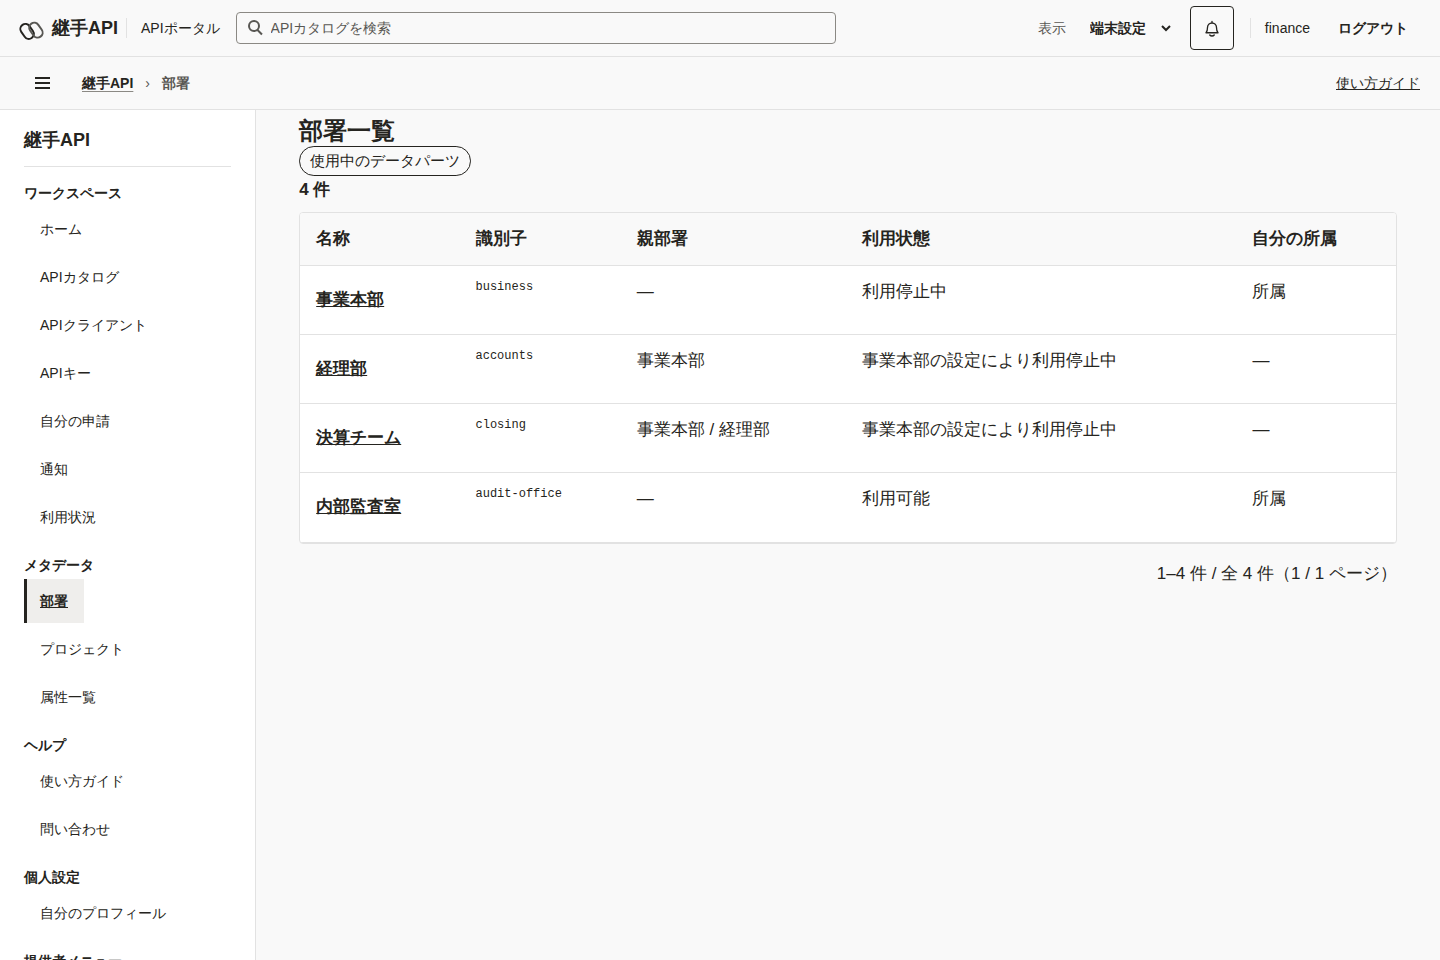 継手API
APIポータル
APIカタログを検索
表示
端末設定
finance
ログアウト
継手API › 部署
使い方ガイド
継手API
ワークスペース
ホーム
APIカタログ
APIクライアント
APIキー
自分の申請
通知
利用状況
メタデータ
部署
プロジェクト
属性一覧
ヘルプ
使い方ガイド
問い合わせ
個人設定
自分のプロフィール
提供者メニュー
部署一覧
使用中のデータパーツ
4 件
名称 識別子 親部署 利用状態 自分の所属
事業本部 business — 利用停止中 所属
経理部 accounts 事業本部 事業本部の設定により利用停止中 —
決算チーム closing 事業本部 / 経理部 事業本部の設定により利用停止中 —
内部監査室 audit-office — 利用可能 所属
1–4 件 / 全 4 件（1 / 1 ページ）